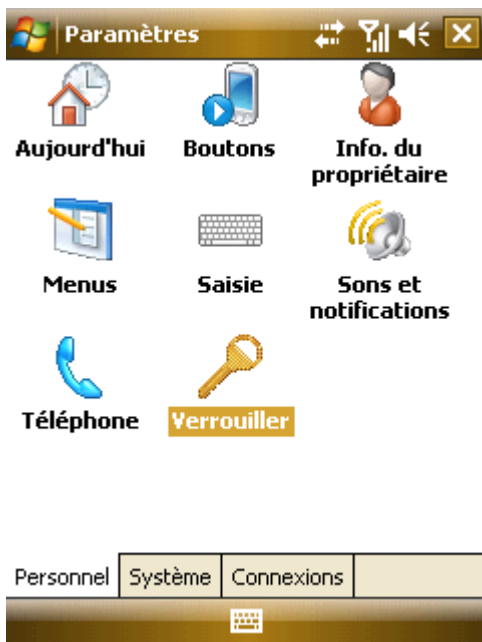 Paramètres
Aujourd'hui Boutons Info. du
propriétaire
Menus Saisie Sons et
notifications
Téléphone Verrouiller
Personnel Système Connexions